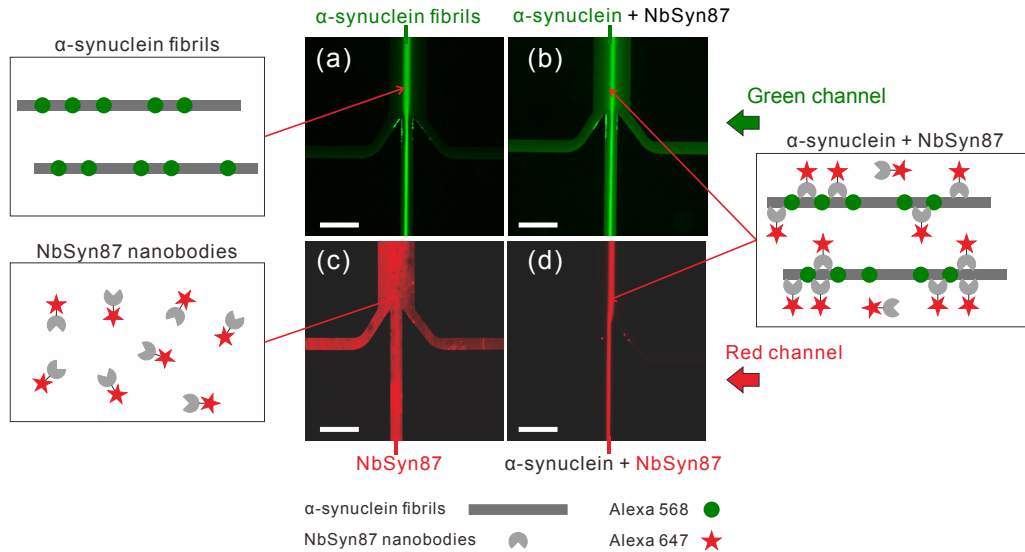 α-synuclein fibrils
α-synuclein + NbSyn87
α-synuclein fibrils
(a)
(b)
Green channel
α-synuclein + NbSyn87
NbSyn87 nanobodies
(c)
(d)
Red channel
NbSyn87
α-synuclein + NbSyn87
α-synuclein fibrils
Alexa 568
NbSyn87 nanobodies
Alexa 647